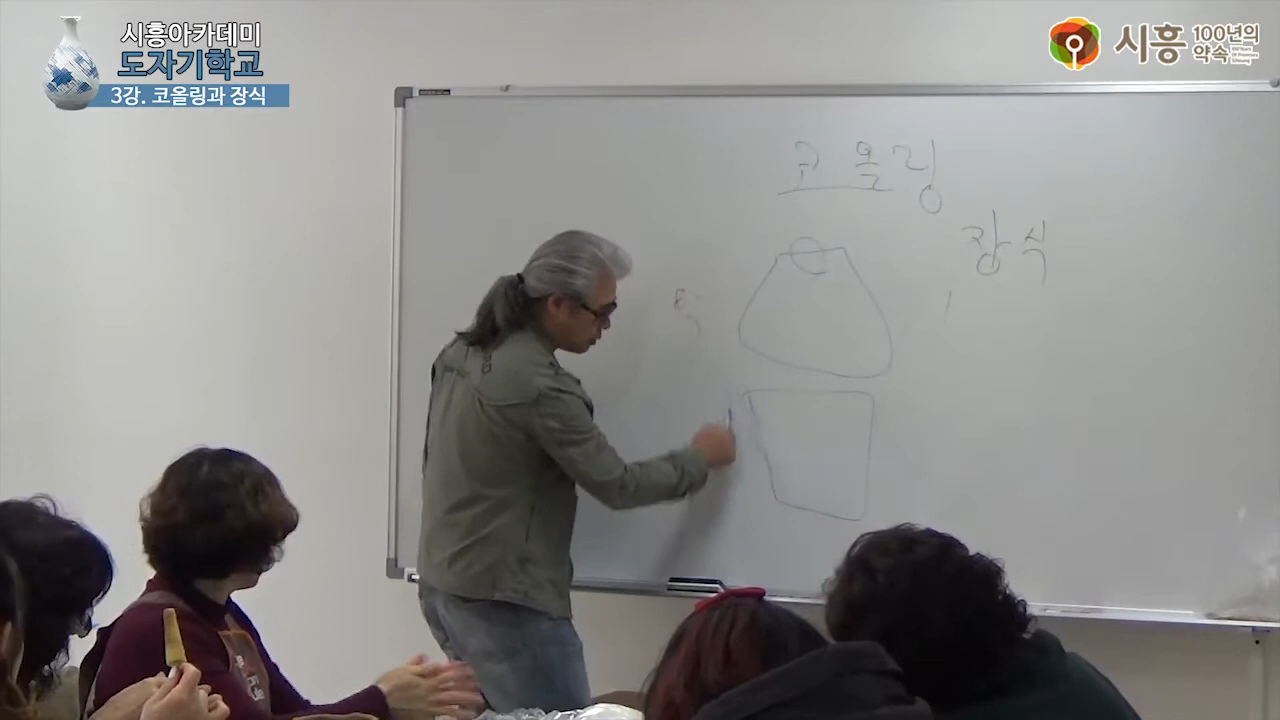 시흥아카데미
도자기학교
3강. 코올링과 장식
시흥 100년의 약속
코올링
장식